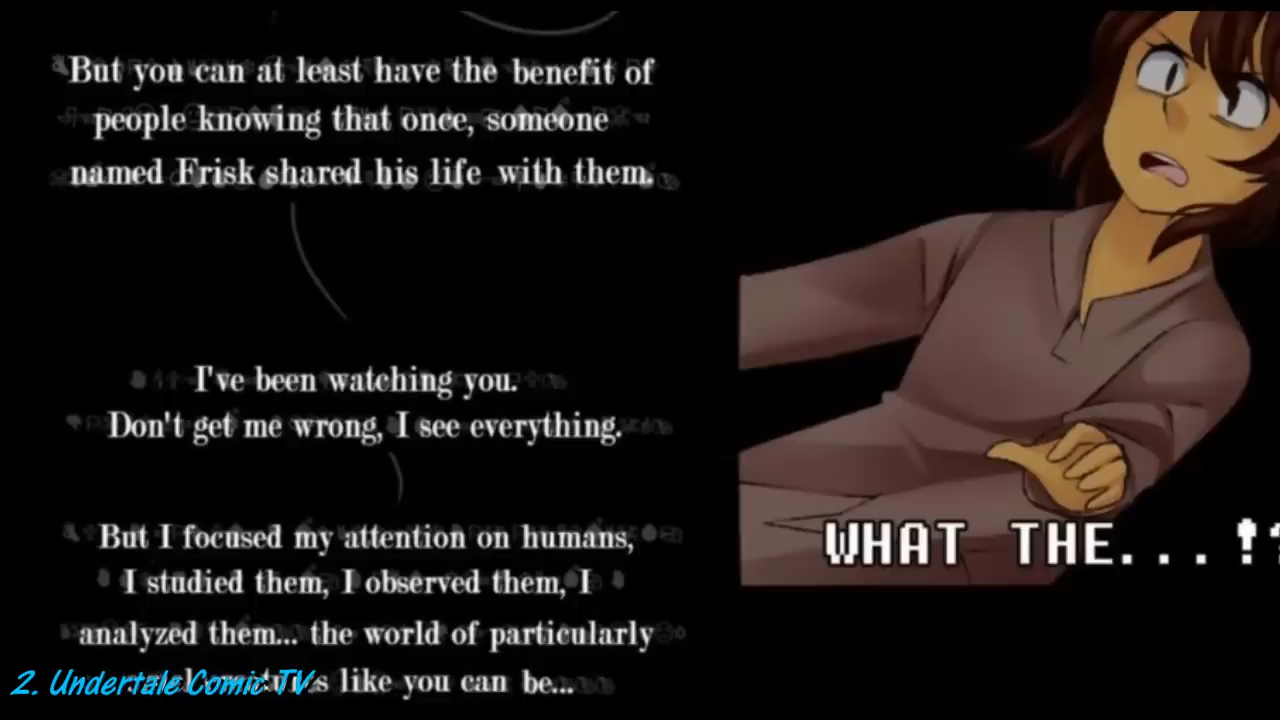 But you can at least have the benefit of
people knowing that once, someone
named Frisk shared his life with them.
I've been watching you.
Don't get me wrong, I see everything.
But I focused my attention on humans,
I studied them, I observed them, I
analyzed them... the world of particularly
like you can be...
WHAT THE...!?
2. Undertale Comic TV